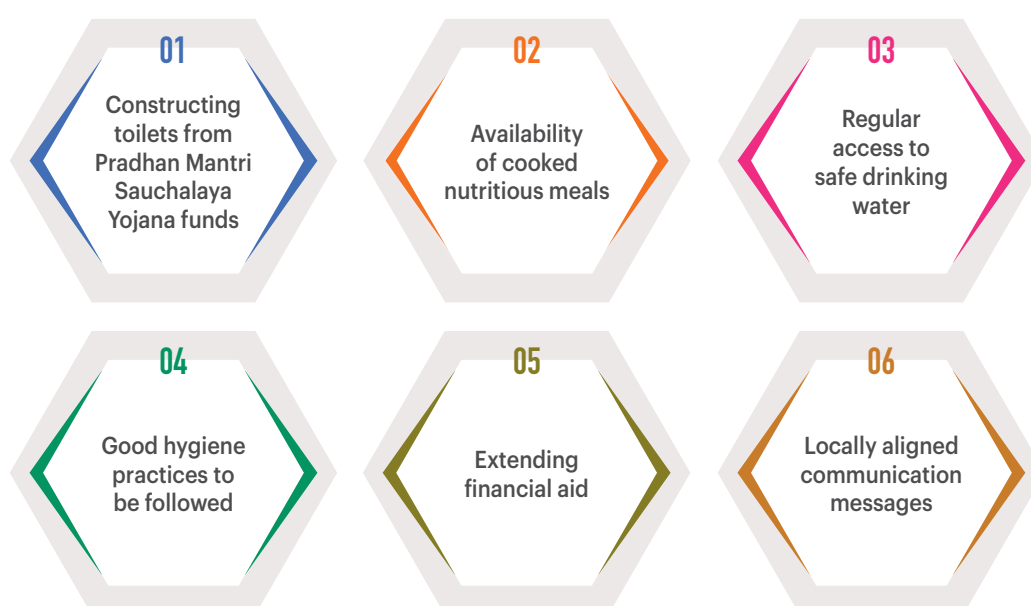 01
Constructing
toilets from
Pradhan Mantri
Sauchalaya
Yojana funds
02
Availability
of cooked
nutritious meals
03
Regular
access to
safe drinking
water
04
Good hygiene
practices to
be followed
05
Extending
financial aid
06
Locally aligned
communication
messages